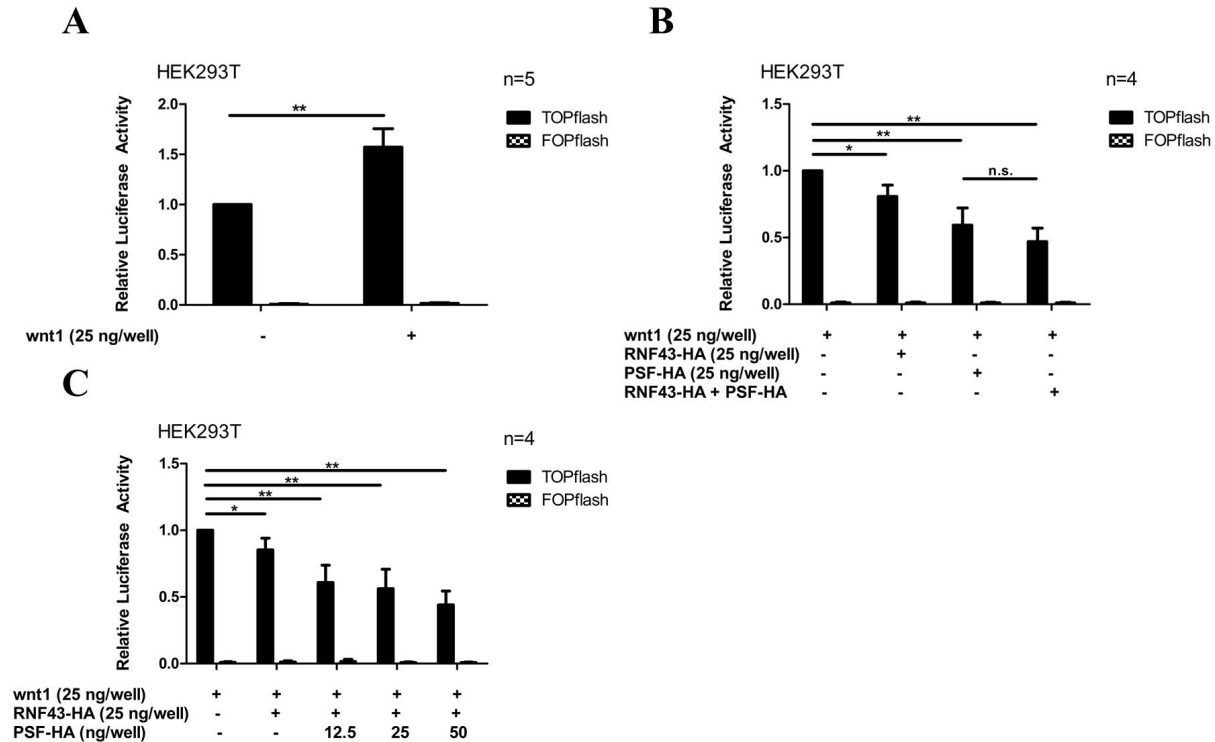 A
HEK293T
n=5
TOPflash
FOPflash
Relative Luciferase Activity
2.0
1.5
1.0
0.5
0.0
**
wnt1 (25 ng/well) - +
B
HEK293T
n=4
TOPflash
FOPflash
Relative Luciferase Activity
1.5
1.0
0.5
0.0
**
**
*
n.s.
wnt1 (25 ng/well) + + + +
RNF43-HA (25 ng/well) - + - -
PSF-HA (25 ng/well) - - + -
RNF43-HA + PSF-HA - - - +
C
HEK293T
n=4
TOPflash
FOPflash
Relative Luciferase Activity
1.5
1.0
0.5
0.0
**
**
**
*
wnt1 (25 ng/well) + + + + +
RNF43-HA (25 ng/well) - + + + +
PSF-HA (ng/well) - - 12.5 25 50